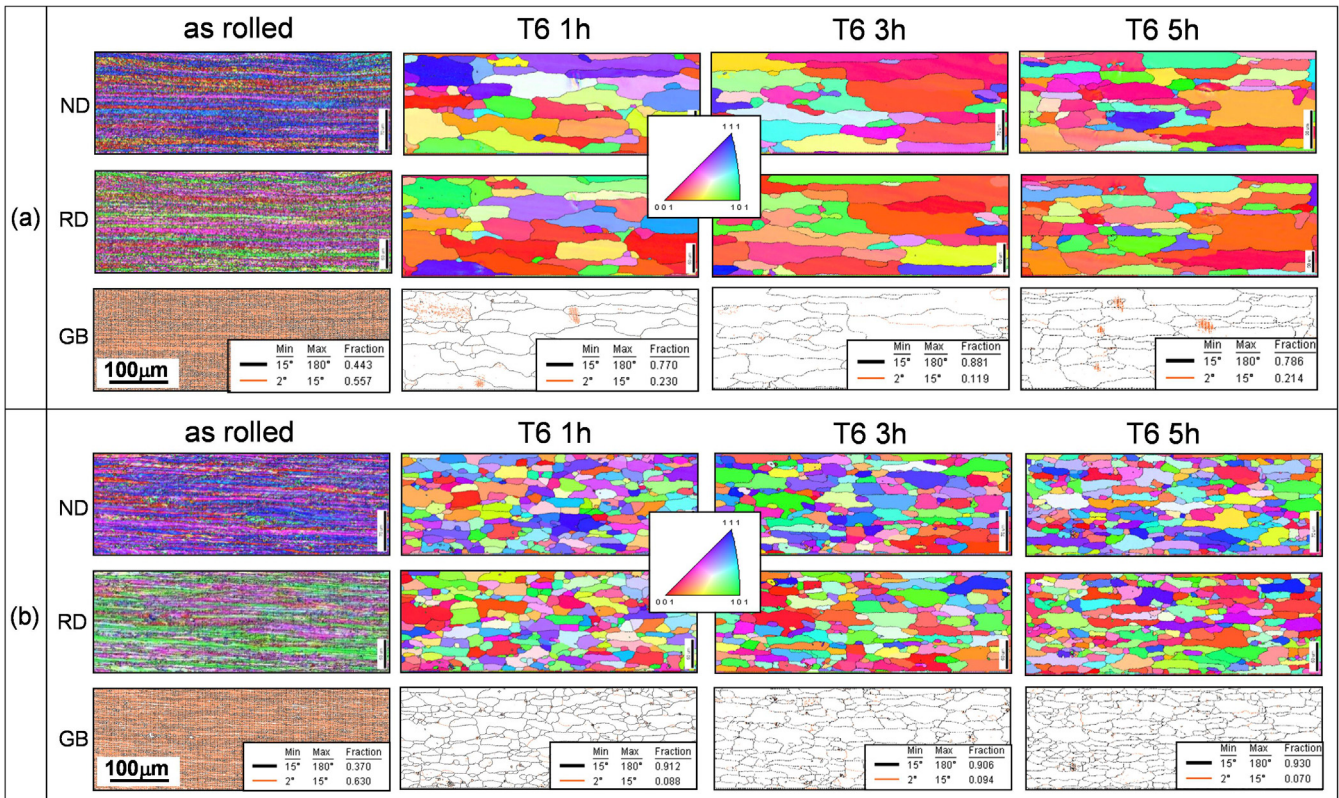 as rolled T6 1h T6 3h T6 5h
ND
111
001 101
(a) RD
GB
100µm
Min Max Fraction
15° 180° 0.443
2° 15° 0.557
Min Max Fraction
15° 180° 0.770
2° 15° 0.230
Min Max Fraction
15° 180° 0.881
2° 15° 0.119
Min Max Fraction
15° 180° 0.786
2° 15° 0.214
as rolled T6 1h T6 3h T6 5h
ND
111
001 101
(b) RD
GB
100µm
Min Max Fraction
15° 180° 0.370
2° 15° 0.630
Min Max Fraction
15° 180° 0.912
2° 15° 0.088
Min Max Fraction
15° 180° 0.906
2° 15° 0.094
Min Max Fraction
15° 180° 0.930
2° 15° 0.070